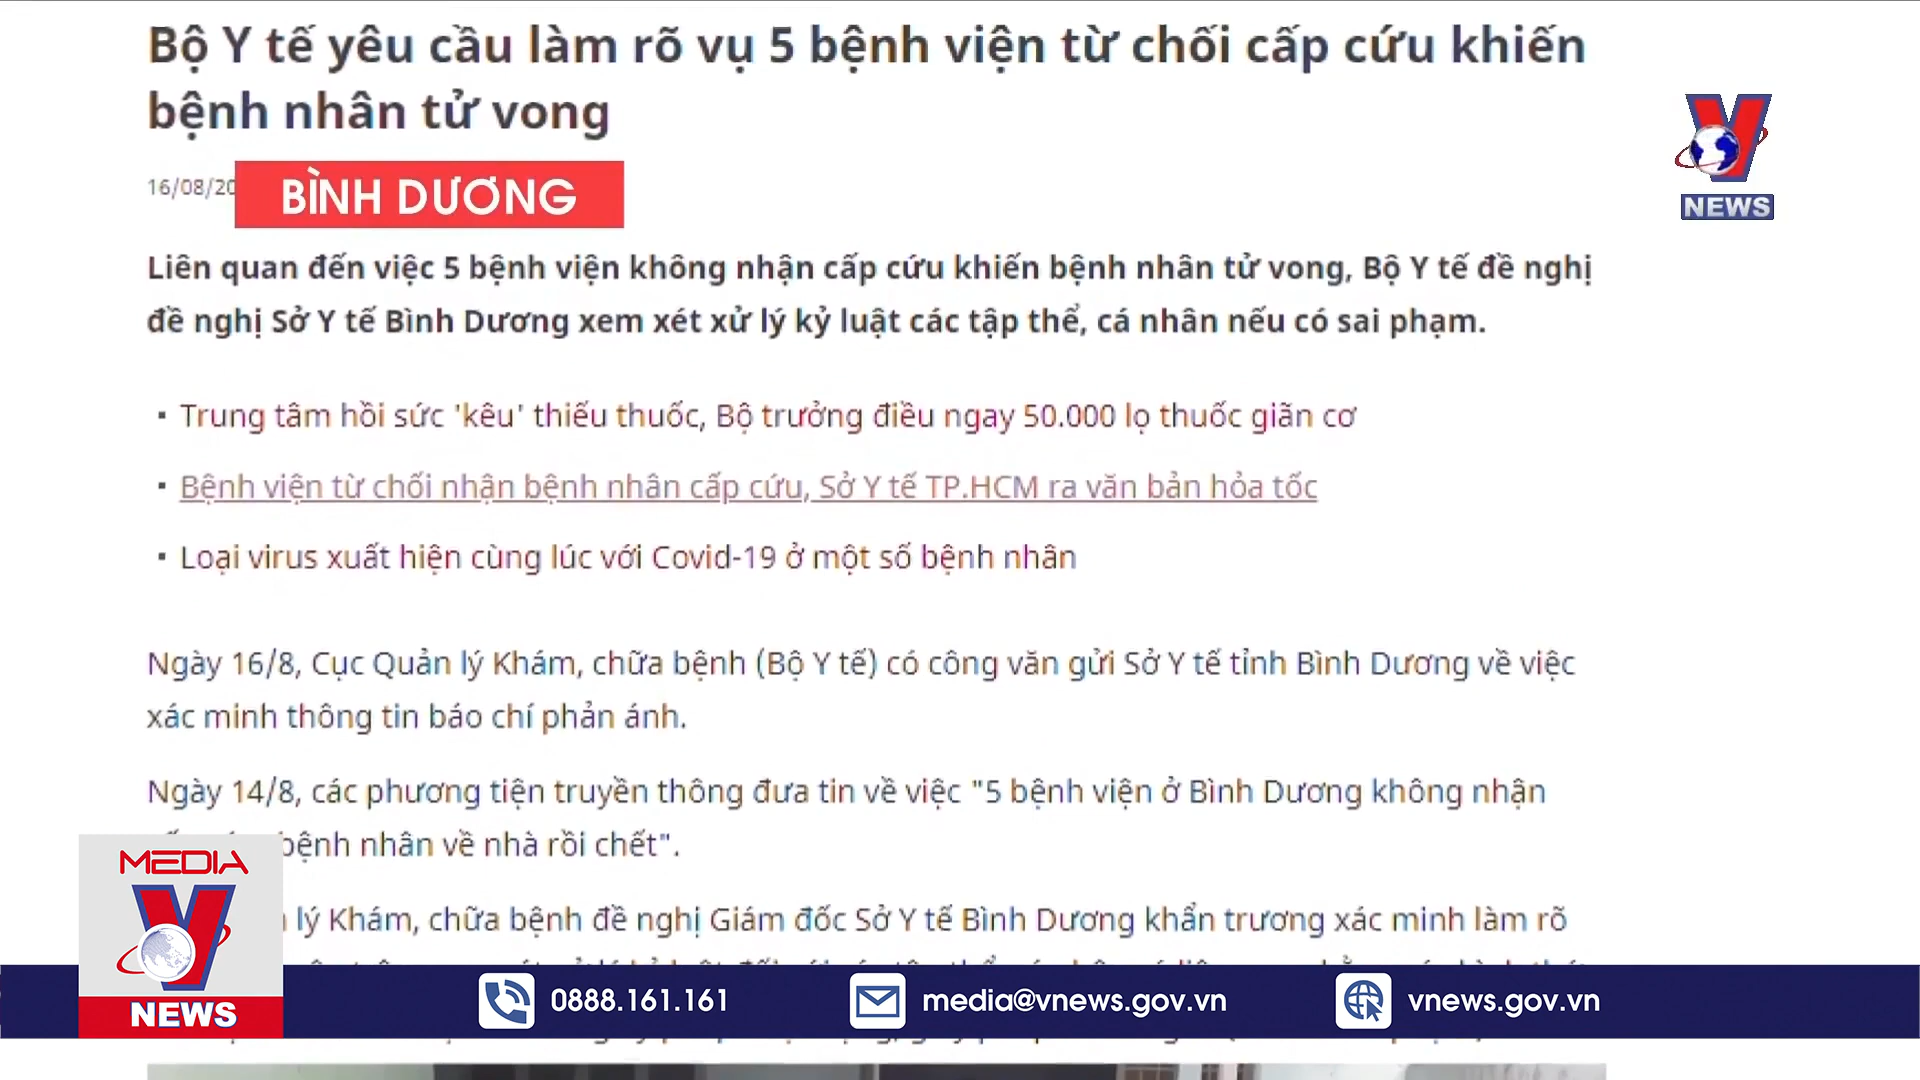 Bộ Y tế yêu cầu làm rõ vụ 5 bệnh viện từ chối cấp cứu khiến
bệnh nhân tử vong
NEWS
16/08/20
BÌNH DƯƠNG
Liên quan đến việc 5 bệnh viện không nhận cấp cứu khiến bệnh nhân tử vong, Bộ Y tế đề nghị
đề nghị Sở Y tế Bình Dương xem xét xử lý kỷ luật các tập thể, cá nhân nếu có sai phạm.
▪ Trung tâm hồi sức 'kêu' thiếu thuốc, Bộ trưởng điều ngay 50.000 lọ thuốc giãn cơ
▪ Bệnh viện từ chối nhận bệnh nhân cấp cứu, Sở Y tế TP.HCM ra văn bản hỏa tốc
▪ Loại virus xuất hiện cùng lúc với Covid-19 ở một số bệnh nhân
Ngày 16/8, Cục Quản lý Khám, chữa bệnh (Bộ Y tế) có công văn gửi Sở Y tế tỉnh Bình Dương về việc
xác minh thông tin báo chí phản ánh.
Ngày 14/8, các phương tiện truyền thông đưa tin về việc "5 bệnh viện ở Bình Dương không nhận
bệnh nhân về nhà rồi chết".
lý Khám, chữa bệnh đề nghị Giám đốc Sở Y tế Bình Dương khẩn trương xác minh làm rõ
MEDIA
NEWS
0888.161.161
media@vnews.gov.vn
vnews.gov.vn